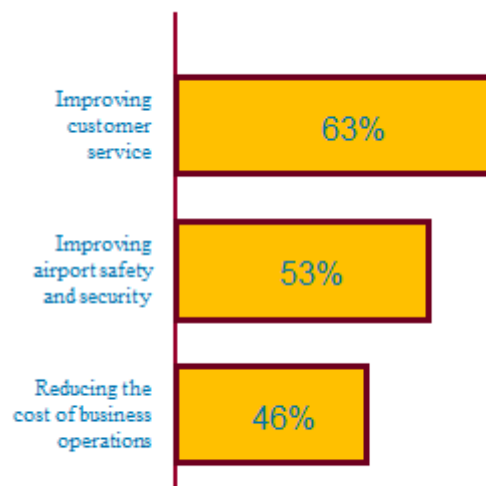 Improving
customer
service
63%
Improving
airport safety
and security
53%
Reducing the
cost of business
operations
46%